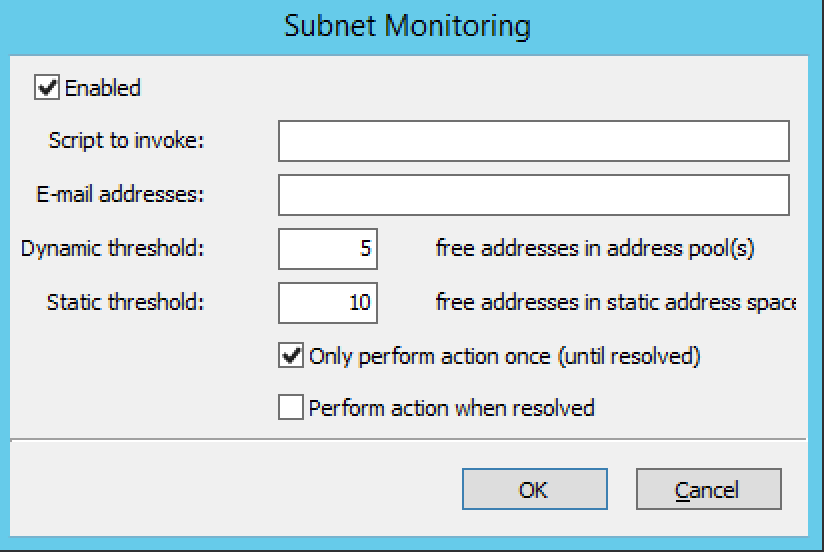 Subnet Monitoring
Enabled
Script to invoke:
E-mail addresses:
Dynamic threshold: 5 free addresses in address pool(s)
Static threshold: 10 free addresses in static address space
Only perform action once (until resolved)
Perform action when resolved
OK Cancel